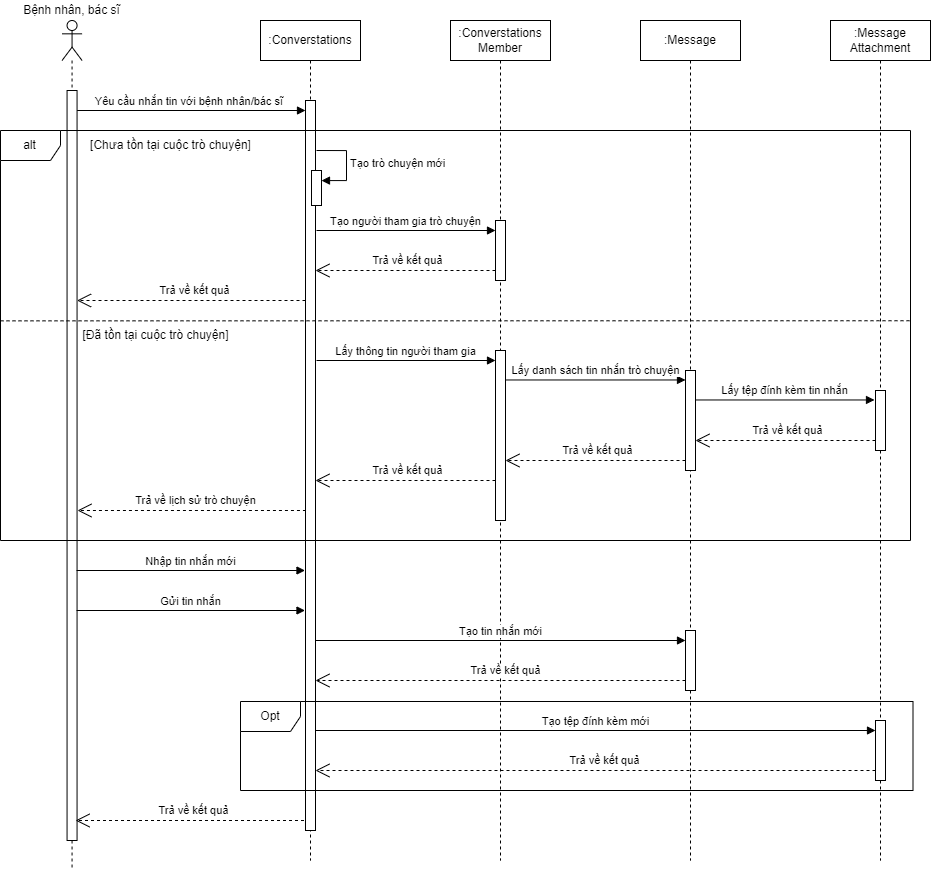 Bệnh nhân, bác sĩ
:Converstations
:Converstations
Member
:Message
:Message
Attachment
Yêu cầu nhắn tin với bệnh nhân/bác sĩ
alt
[Chưa tồn tại cuộc trò chuyện]
Tạo trò chuyện mới
Tạo người tham gia trò chuyện
Trả về kết quả
Trả về kết quả
[Đã tồn tại cuộc trò chuyện]
Lấy thông tin người tham gia
Lấy danh sách tin nhắn trò chuyện
Lấy tệp đính kèm tin nhắn
Trả về kết quả
Trả về kết quả
Trả về kết quả
Trả về lịch sử trò chuyện
Nhập tin nhắn mới
Gửi tin nhắn
Tạo tin nhắn mới
Trả về kết quả
Opt
Tạo tệp đính kèm mới
Trả về kết quả
Trả về kết quả